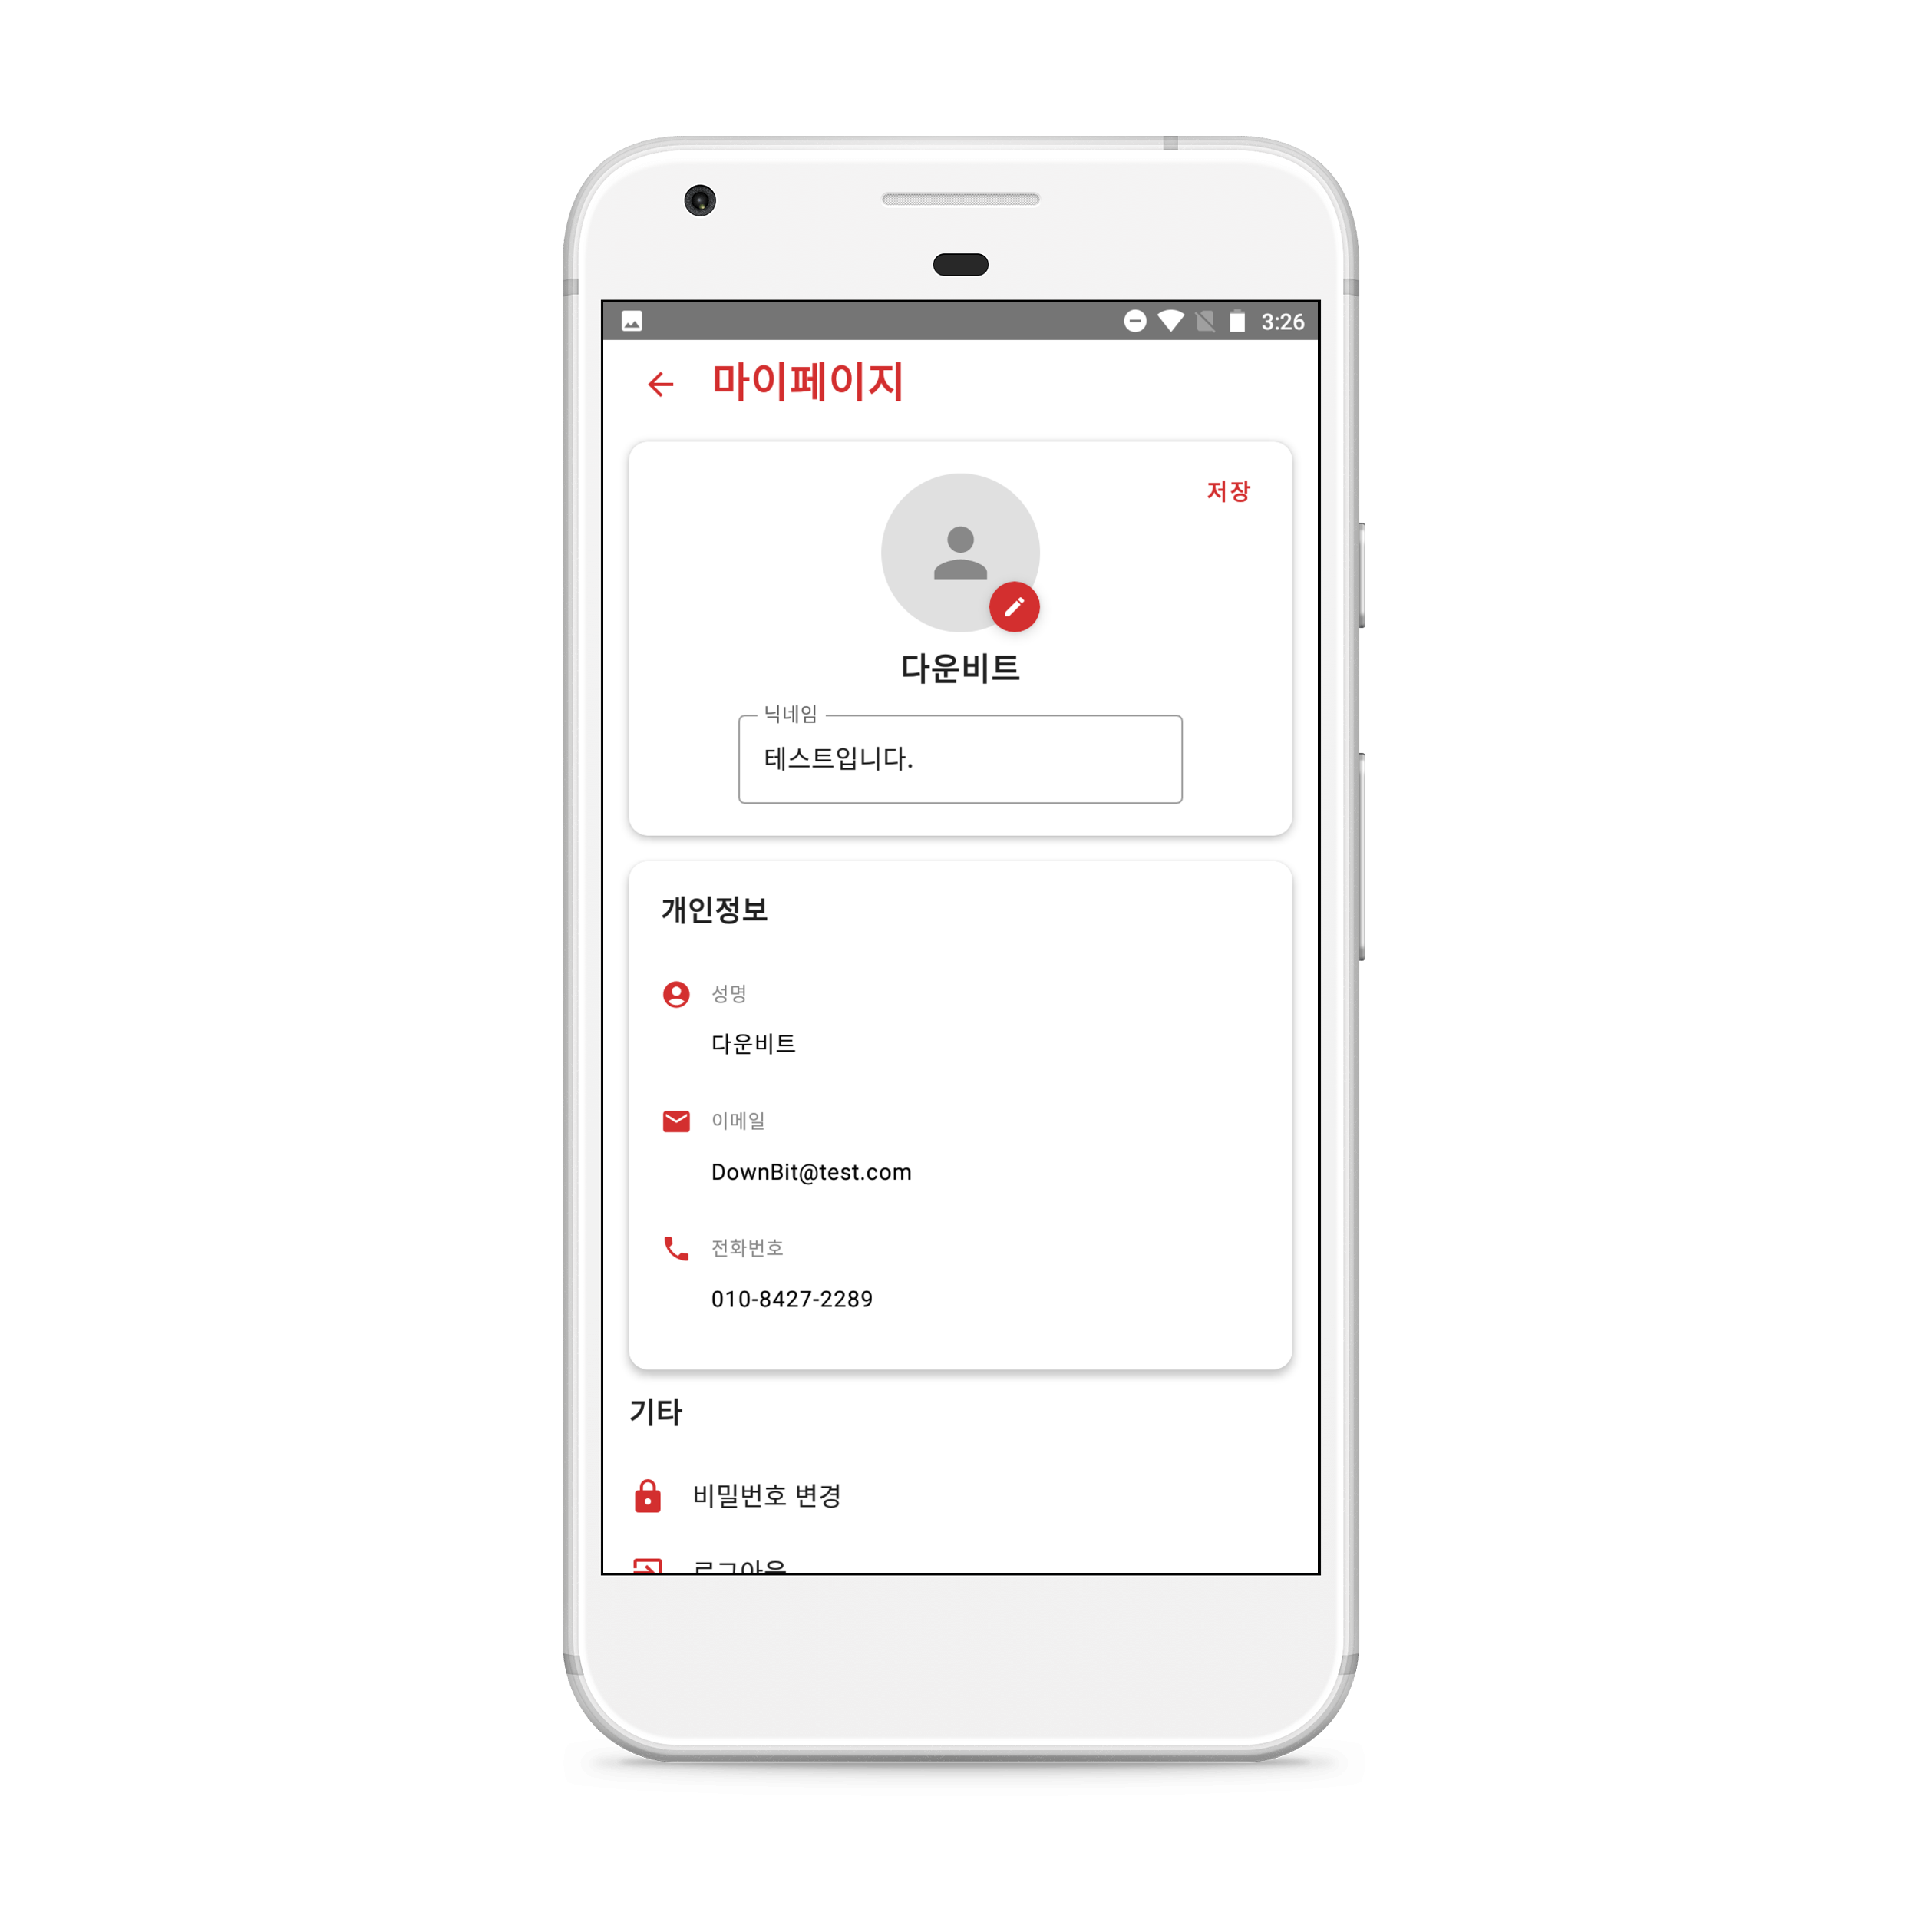 3:26
마이페이지
저장
다운비트
닉네임
테스트입니다.
개인정보
성명
다운비트
이메일
DownBit@test.com
전화번호
010-8427-2289
기타
비밀번호 변경